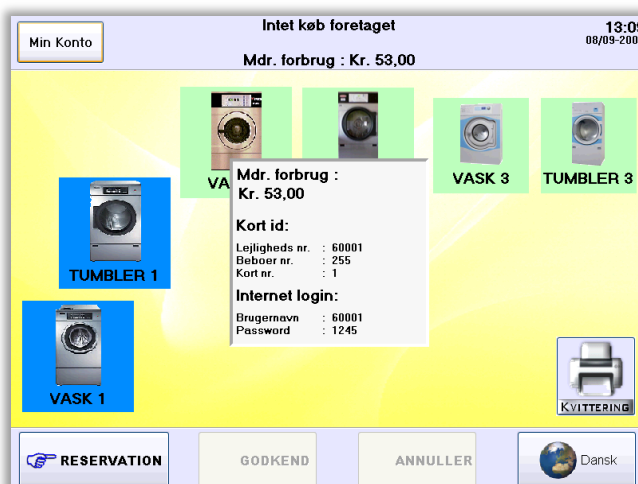 Min Konto
Intet køb foretaget
Mdr. forbrug : Kr. 53,00
13:09
08/09-200
VA
VASK 3
TUMBLER 3
Mdr. forbrug :
Kr. 53,00
Kort id:
Lejligheds nr. : 60001
Beboer nr. : 255
Kort nr. : 1
Internet login:
Brugernavn : 60001
Password : 1245
TUMBLER 1
VASK 1
KVITTERING
RESERVATION
GODKEND
ANNULLER
Dansk